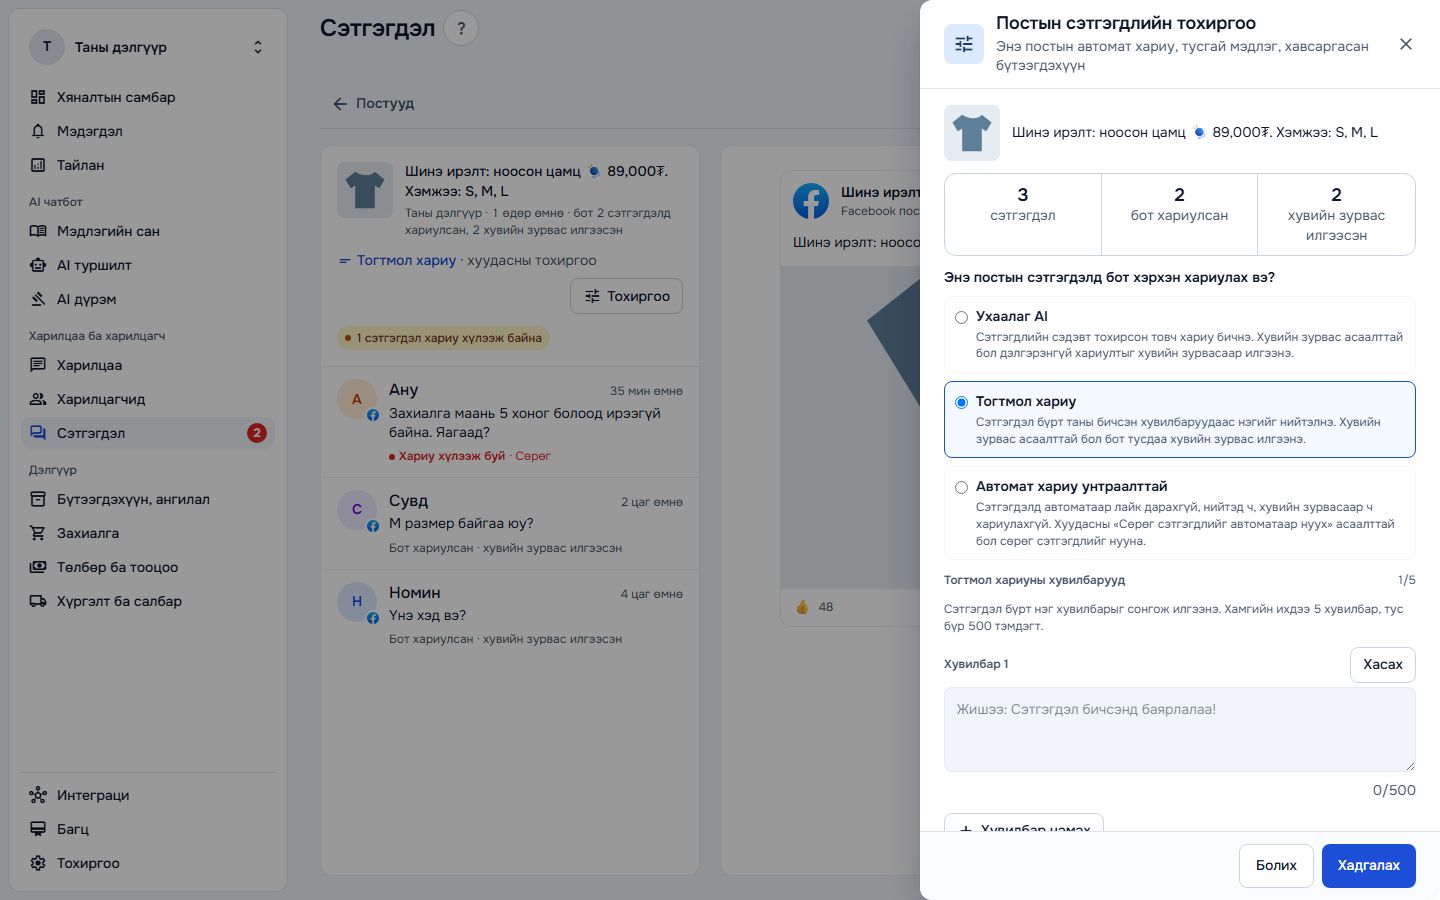 Т
Таны дэлгүүр
Хяналтын самбар
Мэдэгдэл
Тайлан
AI чатбот
Мэдлэгийн сан
AI туршилт
AI дүрэм
Харилцаа ба харилцагч
Харилцаа
Харилцагчид
Сэтгэгдэл
2
Дэлгүүр
Бүтээгдэхүүн, ангилал
Захиалга
Төлбөр ба тооцоо
Хүргэлт ба салбар
Интеграци
Багц
Тохиргоо
Сэтгэгдэл
?
Постууд
Шинэ ирэлт: ноосон цамц 🧶 89,000₮.
Хэмжээ: S, M, L
Таны дэлгүүр · 1 өдөр өмнө · бот 2 сэтгэгдэлд
хариулсан, 2 хувийн зурвас илгээсэн
Тогтмол хариу · хуудасны тохиргоо
Тохиргоо
1 сэтгэгдэл хариу хүлээж байна
А
Ану
35 мин өмнө
Захиалга маань 5 хоног болоод ирээгүй
байна. Яагаад?
Хариу хүлээж буй · Сөрөг
С
Сувд
2 цаг өмнө
М размер байгаа юу?
Бот хариулсан · хувийн зурвас илгээсэн
Н
Номин
4 цаг өмнө
Үнэ хэд вэ?
Бот хариулсан · хувийн зурвас илгээсэн
Шинэ ирэлт
Facebook пос
Шинэ ирэлт: ноосо
👍 48
Постын сэтгэгдлийн тохиргоо
Энэ постын автомат хариу, тусгай мэдлэг, хавсаргасан
бүтээгдэхүүн
Шинэ ирэлт: ноосон цамц 🧶 89,000₮. Хэмжээ: S, M, L
3
сэтгэгдэл
2
бот хариулсан
2
хувийн зурвас
илгээсэн
Энэ постын сэтгэгдэлд бот хэрхэн хариулах вэ?
Ухаалаг AI
Сэтгэгдлийн сэдэвт тохирсон товч хариу бичнэ. Хувийн зурвас асаалттай
бол дэлгэрэнгүй хариултыг хувийн зурвасаар илгээнэ.
Тогтмол хариу
Сэтгэгдэл бүрт таны бичсэн хувилбаруудаас нэгийг нийтэлнэ. Хувийн
зурвас асаалттай бол бот тусдаа хувийн зурвас илгээнэ.
Автомат хариу унтраалттай
Сэтгэгдэлд автоматаар лайк дарахгүй, нийтэд ч, хувийн зурвасаар ч
хариулахгүй. Хуудасны «Сөрөг сэтгэгдлийг автоматаар нуух» асаалттай
бол сөрөг сэтгэгдлийг нууна.
Тогтмол хариуны хувилбарууд
1/5
Сэтгэгдэл бүрт нэг хувилбарыг сонгож илгээнэ. Хамгийн ихдээ 5 хувилбар, тус
бүр 500 тэмдэгт.
Хувилбар 1
Хасах
Жишээ: Сэтгэгдэл бичсэнд баярлалаа!
0/500
+ Хувилбар нэмэх
Болих
Хадгалах